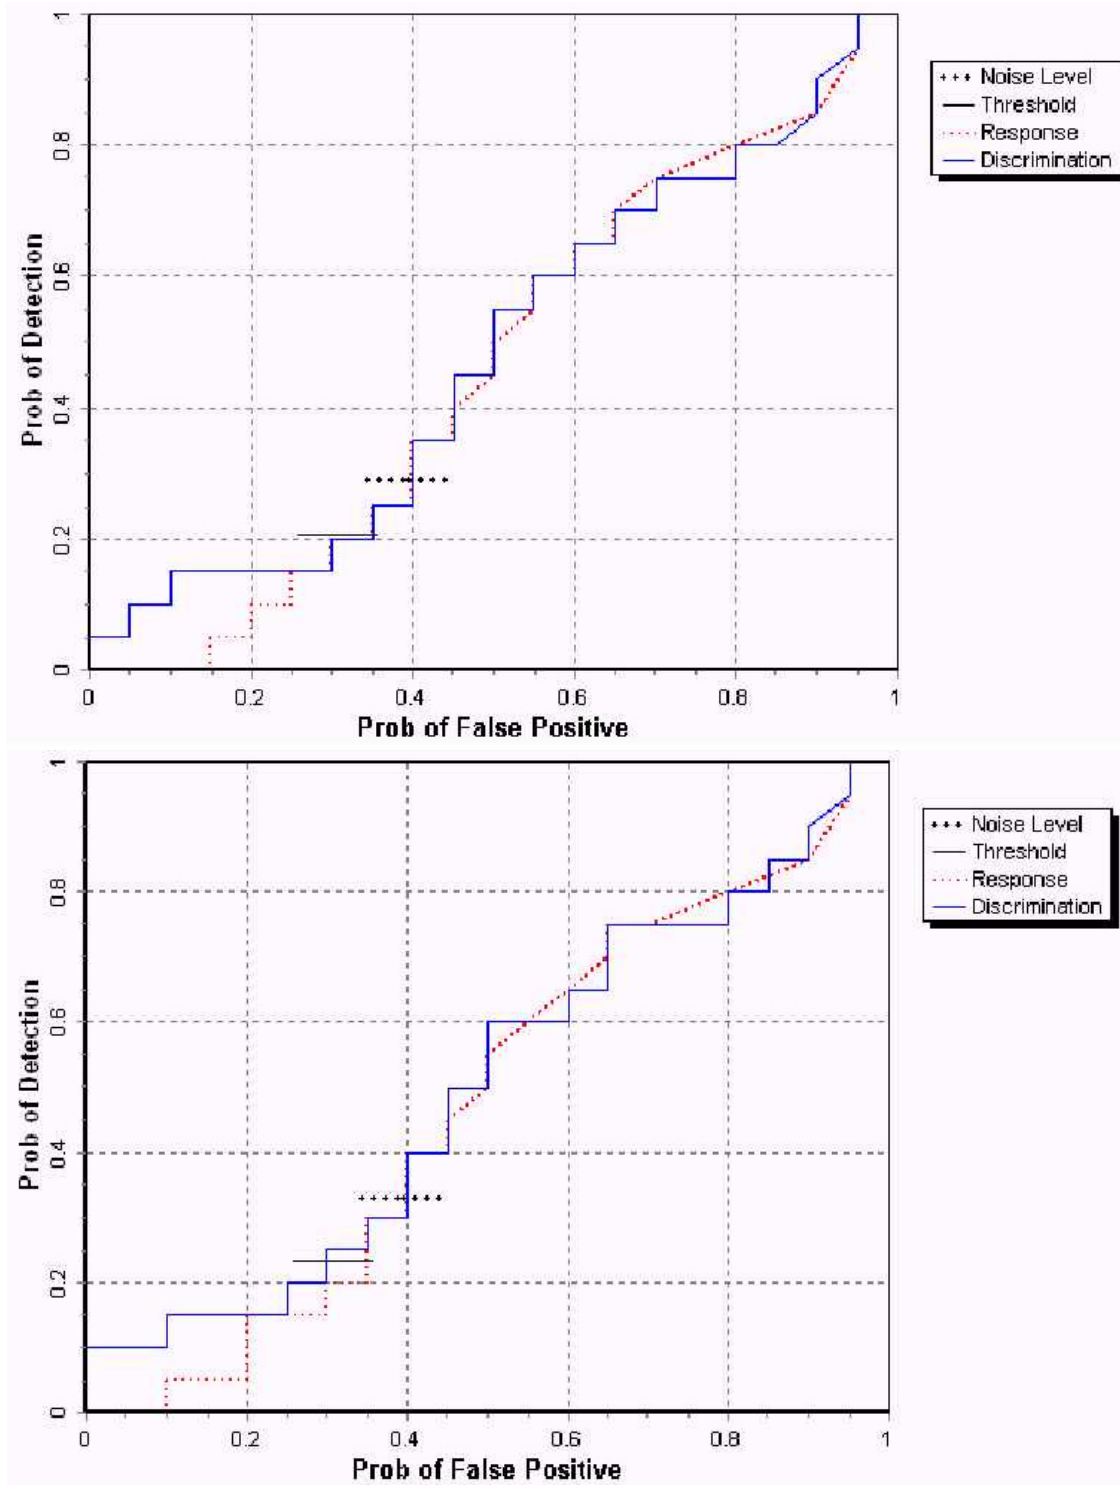 1
0.8
0.6
0.4
0.2
0
Prob of Detection
0 0.2 0.4 0.6 0.8 1
Prob of False Positive
Noise Level
Threshold
Response
Discrimination
1
0.8
0.6
0.4
0.2
0
Prob of Detection
0 0.2 0.4 0.6 0.8 1
Prob of False Positive
Noise Level
Threshold
Response
Discrimination